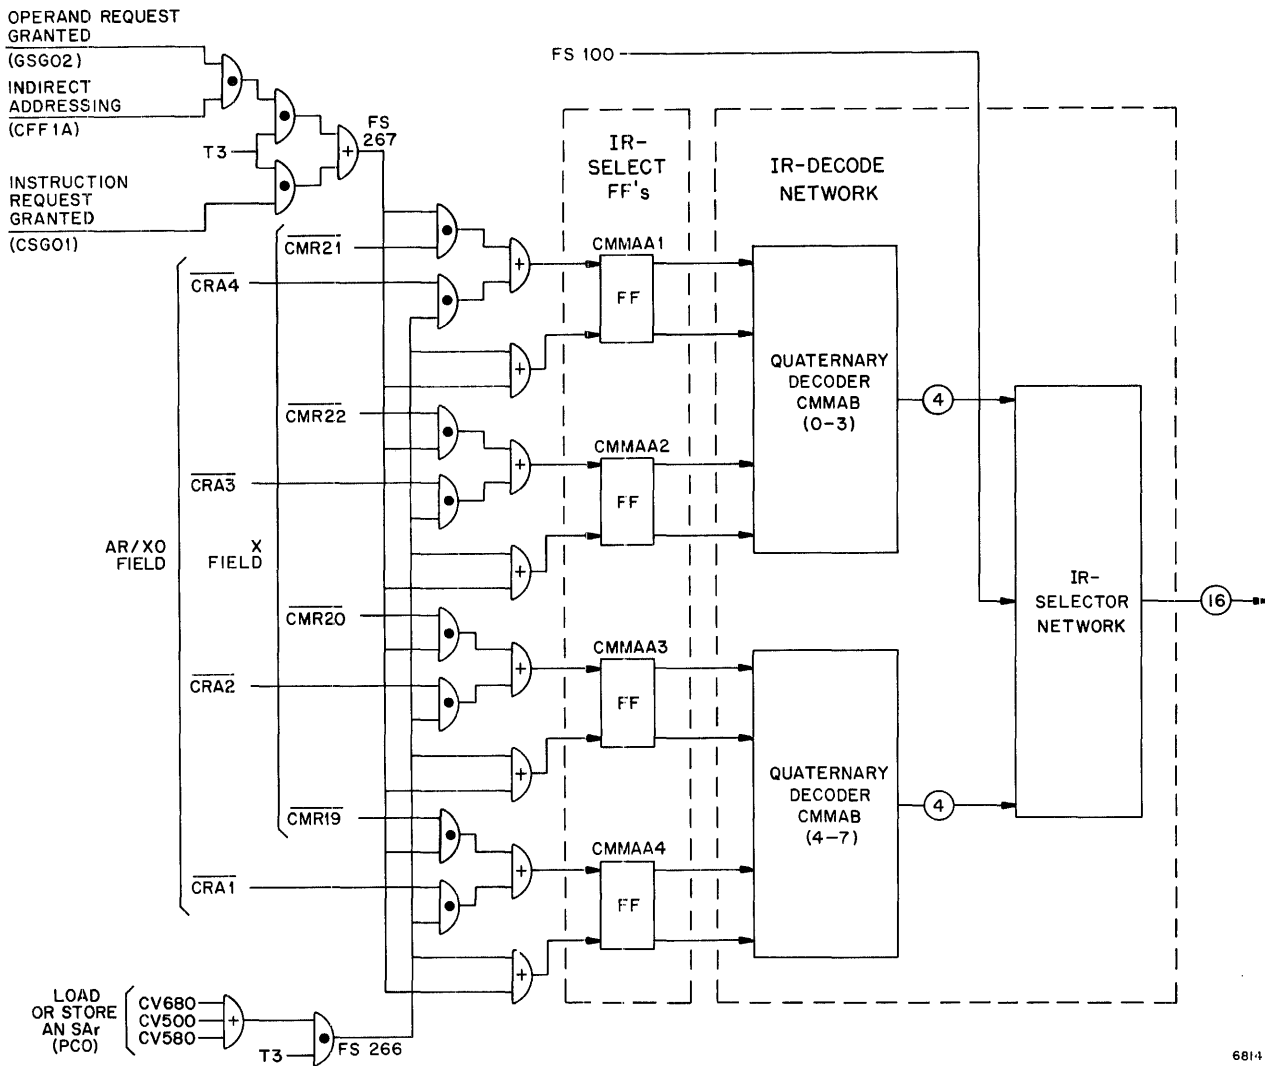 OPERAND REQUEST
GRANTED
(GSG02)
INDIRECT
ADDRESSING
(CFF1A)
T3
INSTRUCTION
REQUEST
GRANTED
(CSG01)
FS
267
FS 100
IR-
SELECT
FF's
IR-DECODE
NETWORK
CMR21
CRA4
CMMAA1
FF
CMR22
CRA3
CMMAA2
FF
QUATERNARY
DECODER
CMMAB
(0-3)
4
AR/XO
FIELD
X
FIELD
CMR20
CRA2
CMMAA3
FF
IR-
SELECTOR
NETWORK
16
CMR19
CRA1
CMMAA4
FF
QUATERNARY
DECODER
CMMAB
(4-7)
4
LOAD
OR STORE
AN SAr
(PCO)
CV680
CV500
CV580
T3
FS 266
6814
+
+
+
+
+
+
+
+
+
+